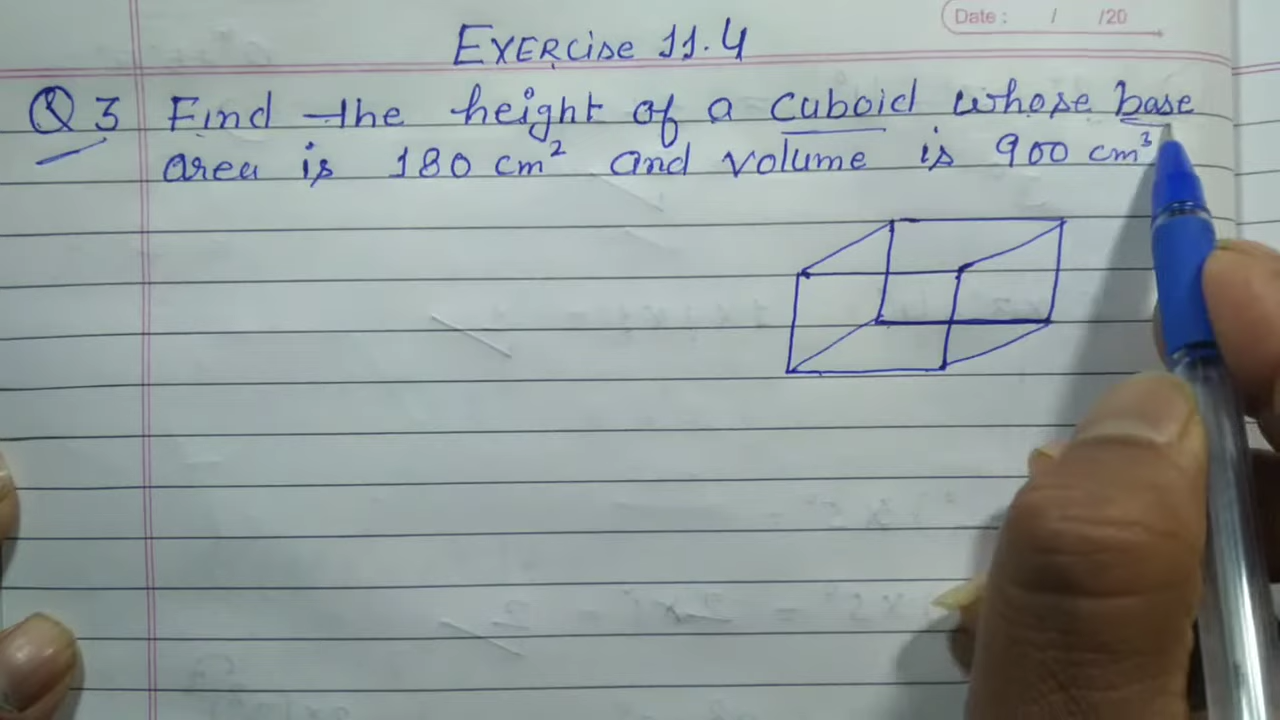 Date : / /20
Exercise 11.4
Q3 Find the height of a cuboid whose base
area is 180 cm² and volume is 900 cm³